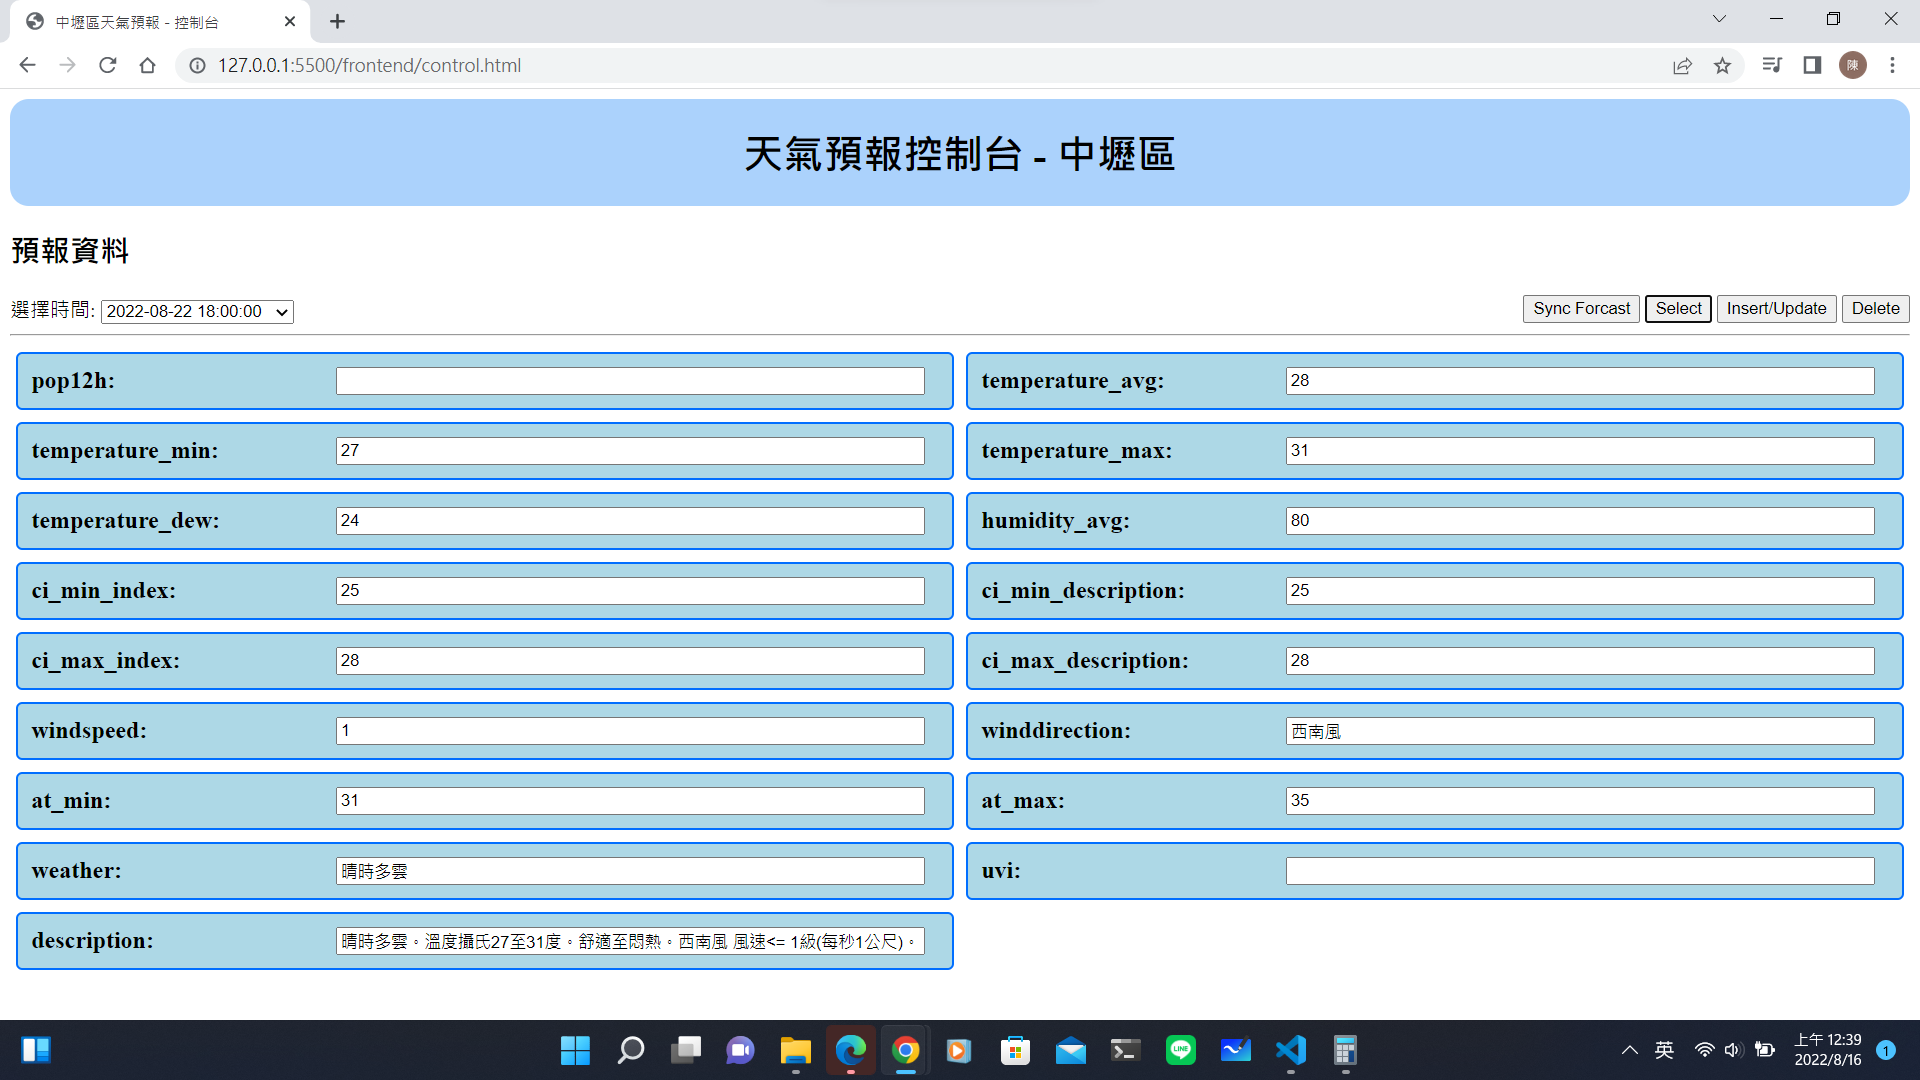 中壢區天氣預報 - 控制台
127.0.0.1:5500/frontend/control.html
陳
天氣預報控制台 - 中壢區
預報資料
選擇時間: 2022-08-22 18:00:00 Sync Forcast Select Insert/Update Delete
pop12h: temperature_avg: 28
temperature_min: 27 temperature_max: 31
temperature_dew: 24 humidity_avg: 80
ci_min_index: 25 ci_min_description: 25
ci_max_index: 28 ci_max_description: 28
windspeed: 1 winddirection: 西南風
at_min: 31 at_max: 35
weather: 晴時多雲 uvi:
description: 晴時多雲。溫度攝氏27至31度。舒適至悶熱。西南風 風速<= 1級(每秒1公尺)。
LINE
英
上午 12:39
2022/8/16
1